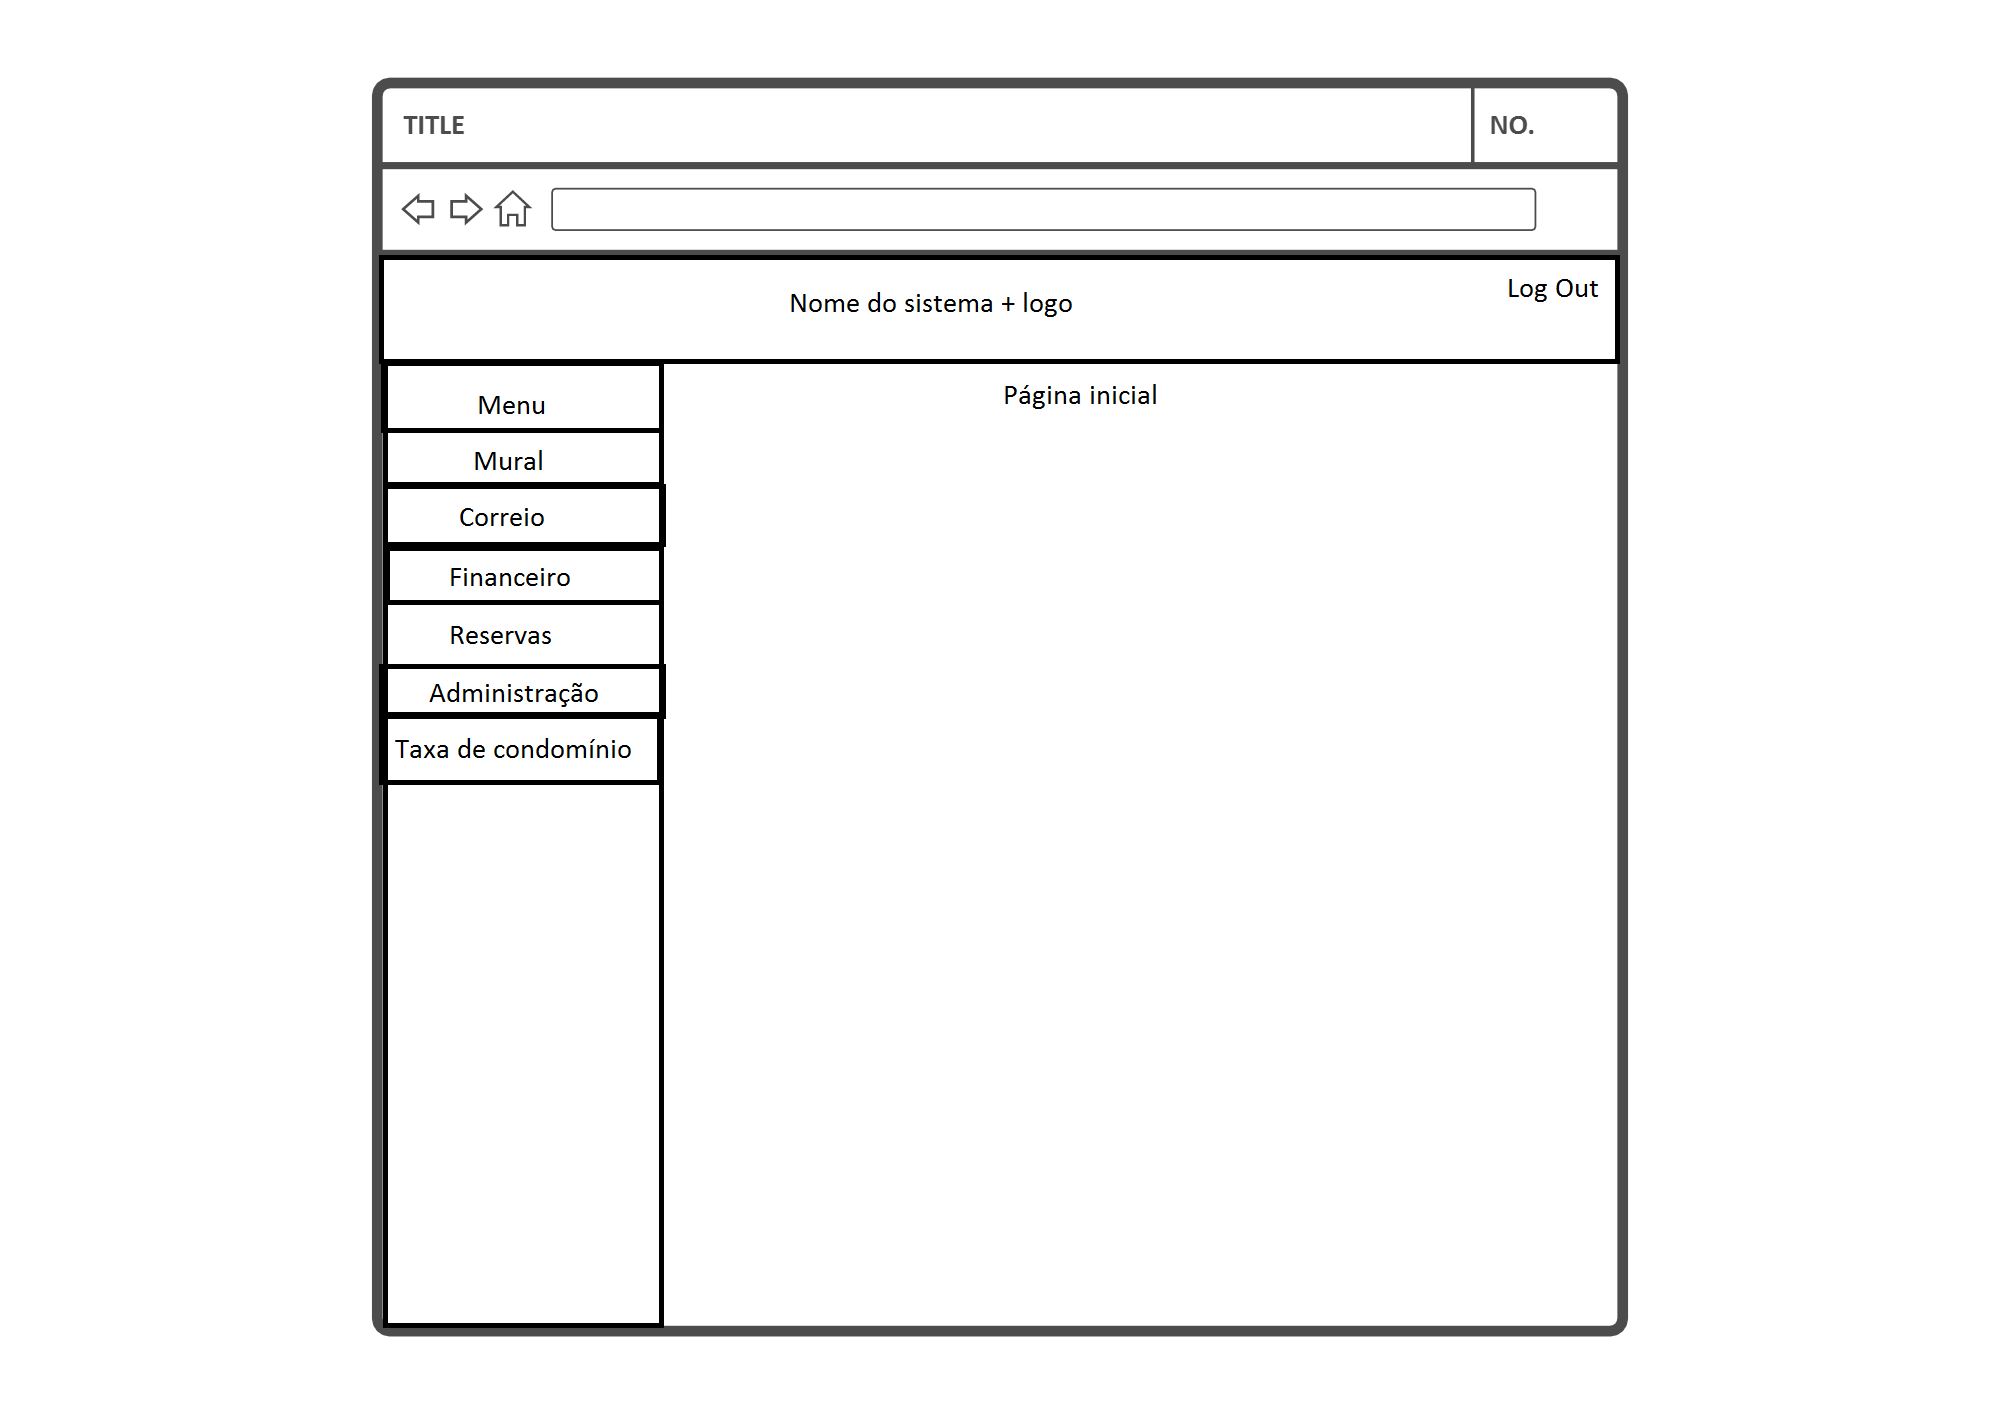 TITLE
NO.
Nome do sistema + logo
Log Out
Página inicial
Menu
Mural
Correio
Financeiro
Reservas
Administração
Taxa de condomínio